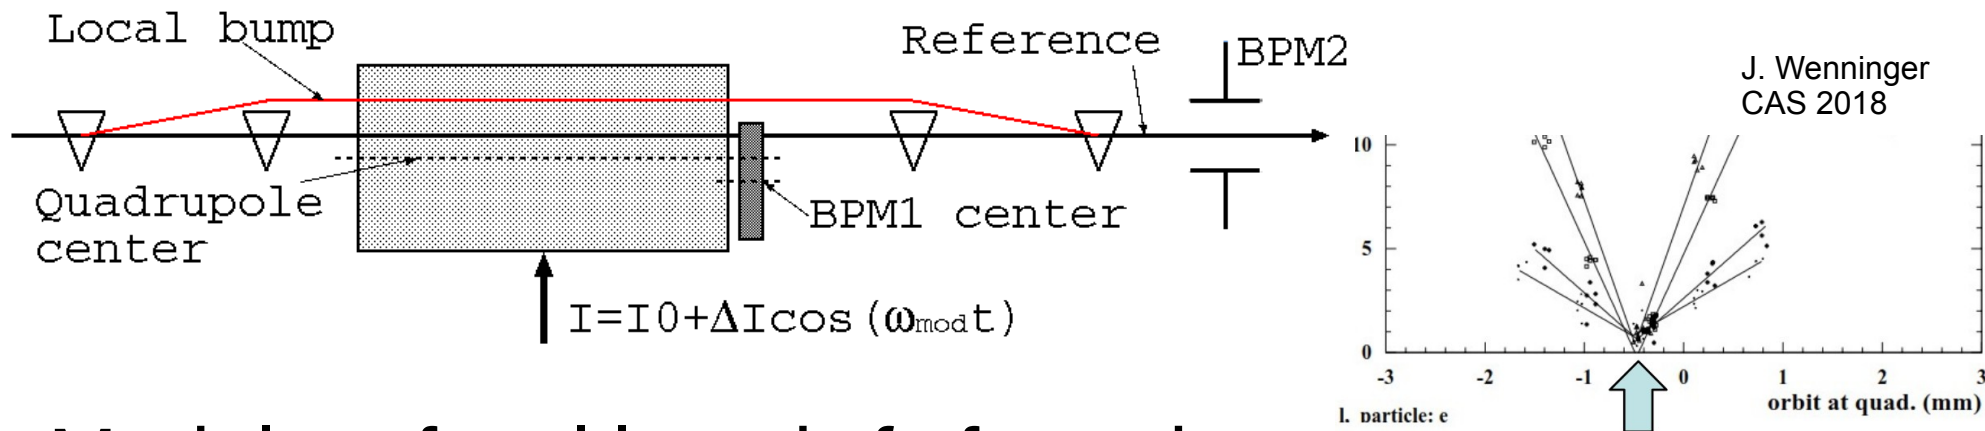 Local bump
Reference
BPM2
Quadrupole
center
BPM1 center
I=I0+ΔIcos(ωmodt)
J. Wenninger
CAS 2018
10
5
0
-3 -2 -1 0 1 2 3
orbit at quad. (mm)
l. particle: e